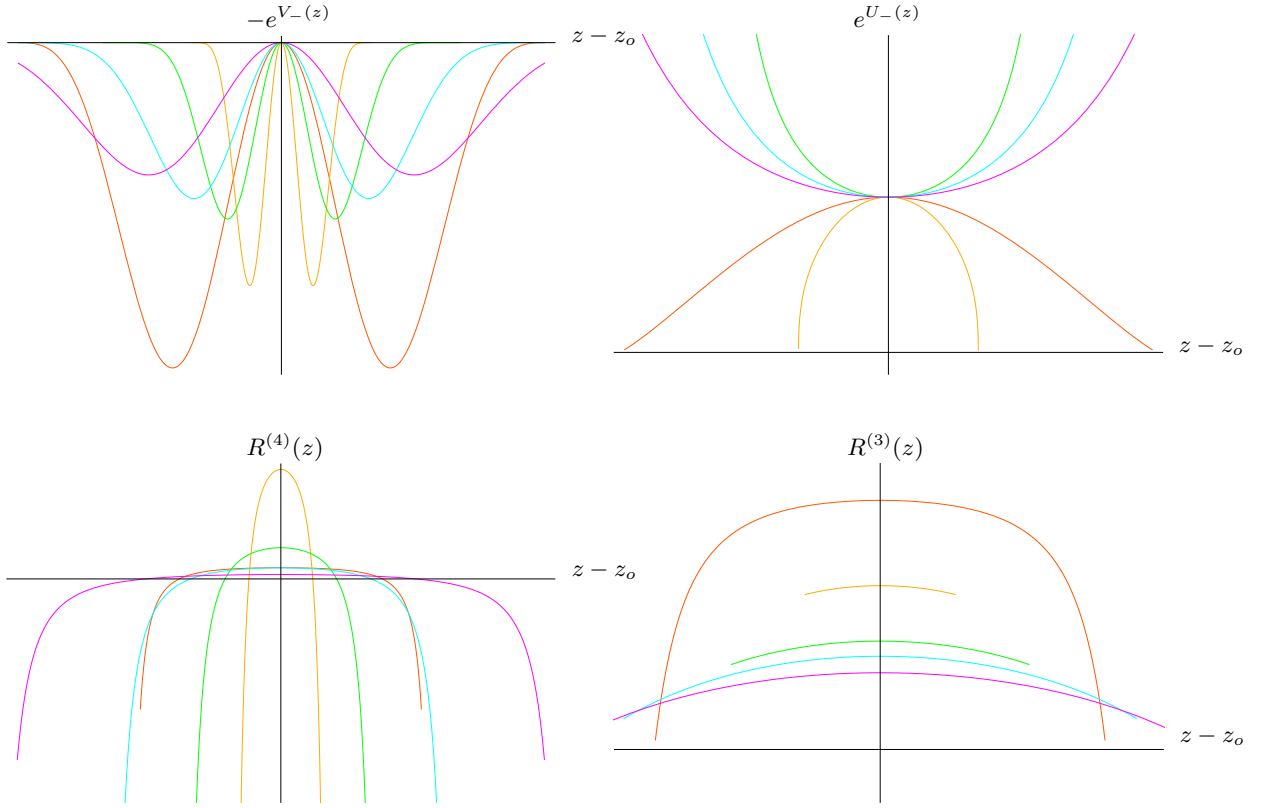 $-e^{V_-(z)}$
$z - z_o$
$e^{U_-(z)}$
$z - z_o$
$R^{(4)}(z)$
$z - z_o$
$R^{(3)}(z)$
$z - z_o$